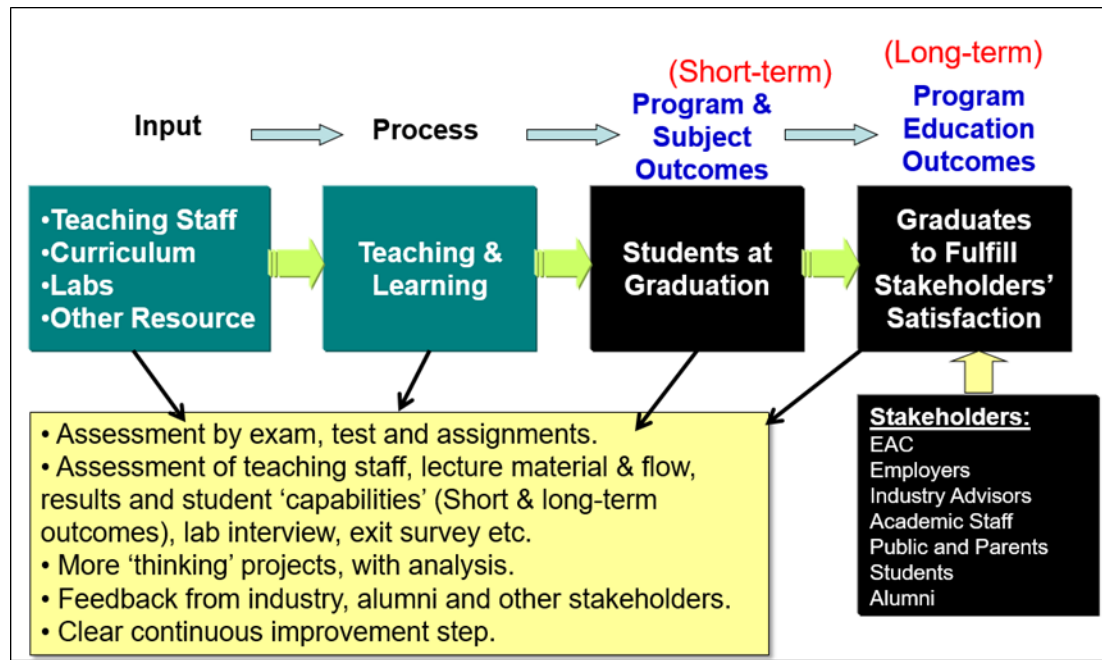 (Short-term)
(Long-term)
Input
Process
Program &
Subject
Outcomes
Program
Education
Outcomes
•Teaching Staff
•Curriculum
•Labs
•Other Resource
Teaching &
Learning
Students at
Graduation
Graduates
to Fulfill
Stakeholders’
Satisfaction
• Assessment by exam, test and assignments.
• Assessment of teaching staff, lecture material & flow,
results and student ‘capabilities’ (Short & long-term
outcomes), lab interview, exit survey etc.
• More ‘thinking’ projects, with analysis.
• Feedback from industry, alumni and other stakeholders.
• Clear continuous improvement step.
Stakeholders:
EAC
Employers
Industry Advisors
Academic Staff
Public and Parents
Students
Alumni